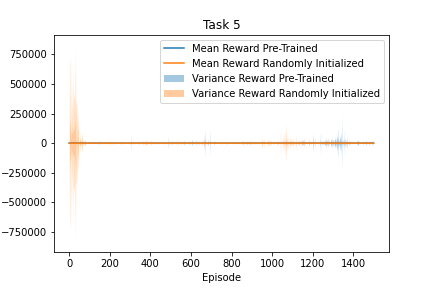 Task 5
Mean Reward Pre-Trained
Mean Reward Randomly Initialized
Variance Reward Pre-Trained
Variance Reward Randomly Initialized
750000
500000
250000
0
−250000
−500000
−750000
0 200 400 600 800 1000 1200 1400
Episode